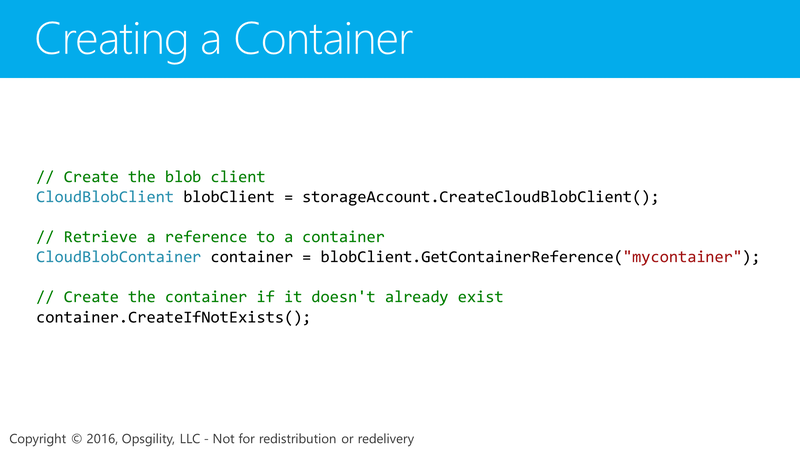 Creating a Container
// Create the blob client
CloudBlobClient blobClient = storageAccount.CreateCloudBlobClient();
// Retrieve a reference to a container
CloudBlobContainer container = blobClient.GetContainerReference("mycontainer");
// Create the container if it doesn't already exist
container.CreateIfNotExists();
Copyright © 2016, Opsgility, LLC - Not for redistribution or redelivery